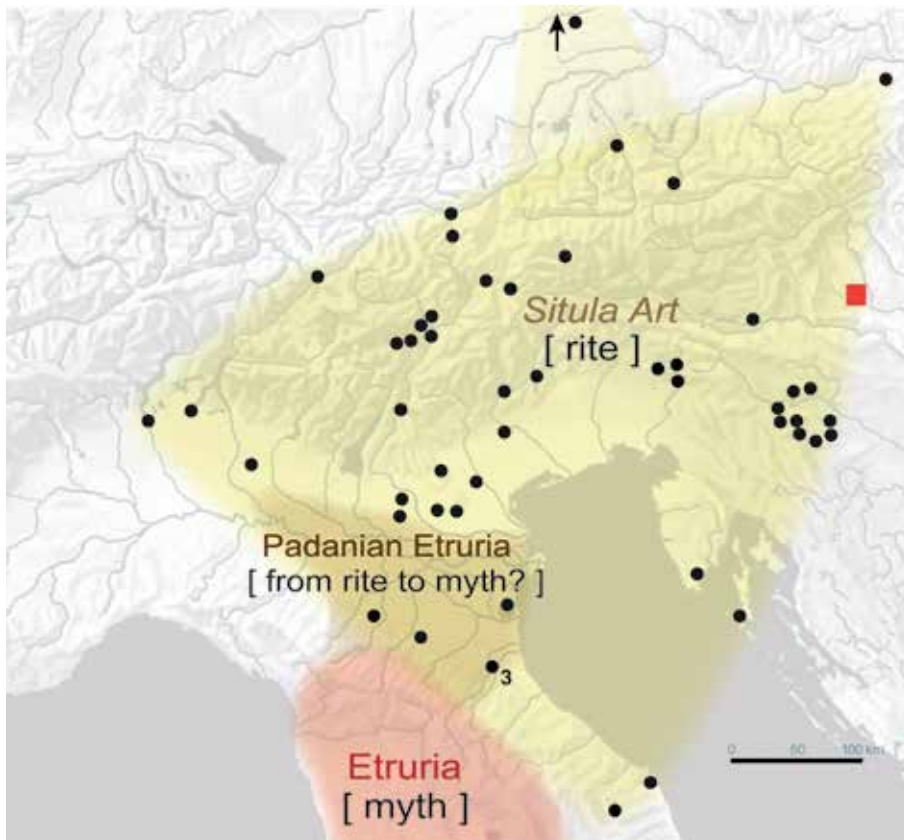 Situla Art
[ rite ]
Padanian Etruria
[ from rite to myth? ]
3
Etruria
[ myth ]
0 50 100 km